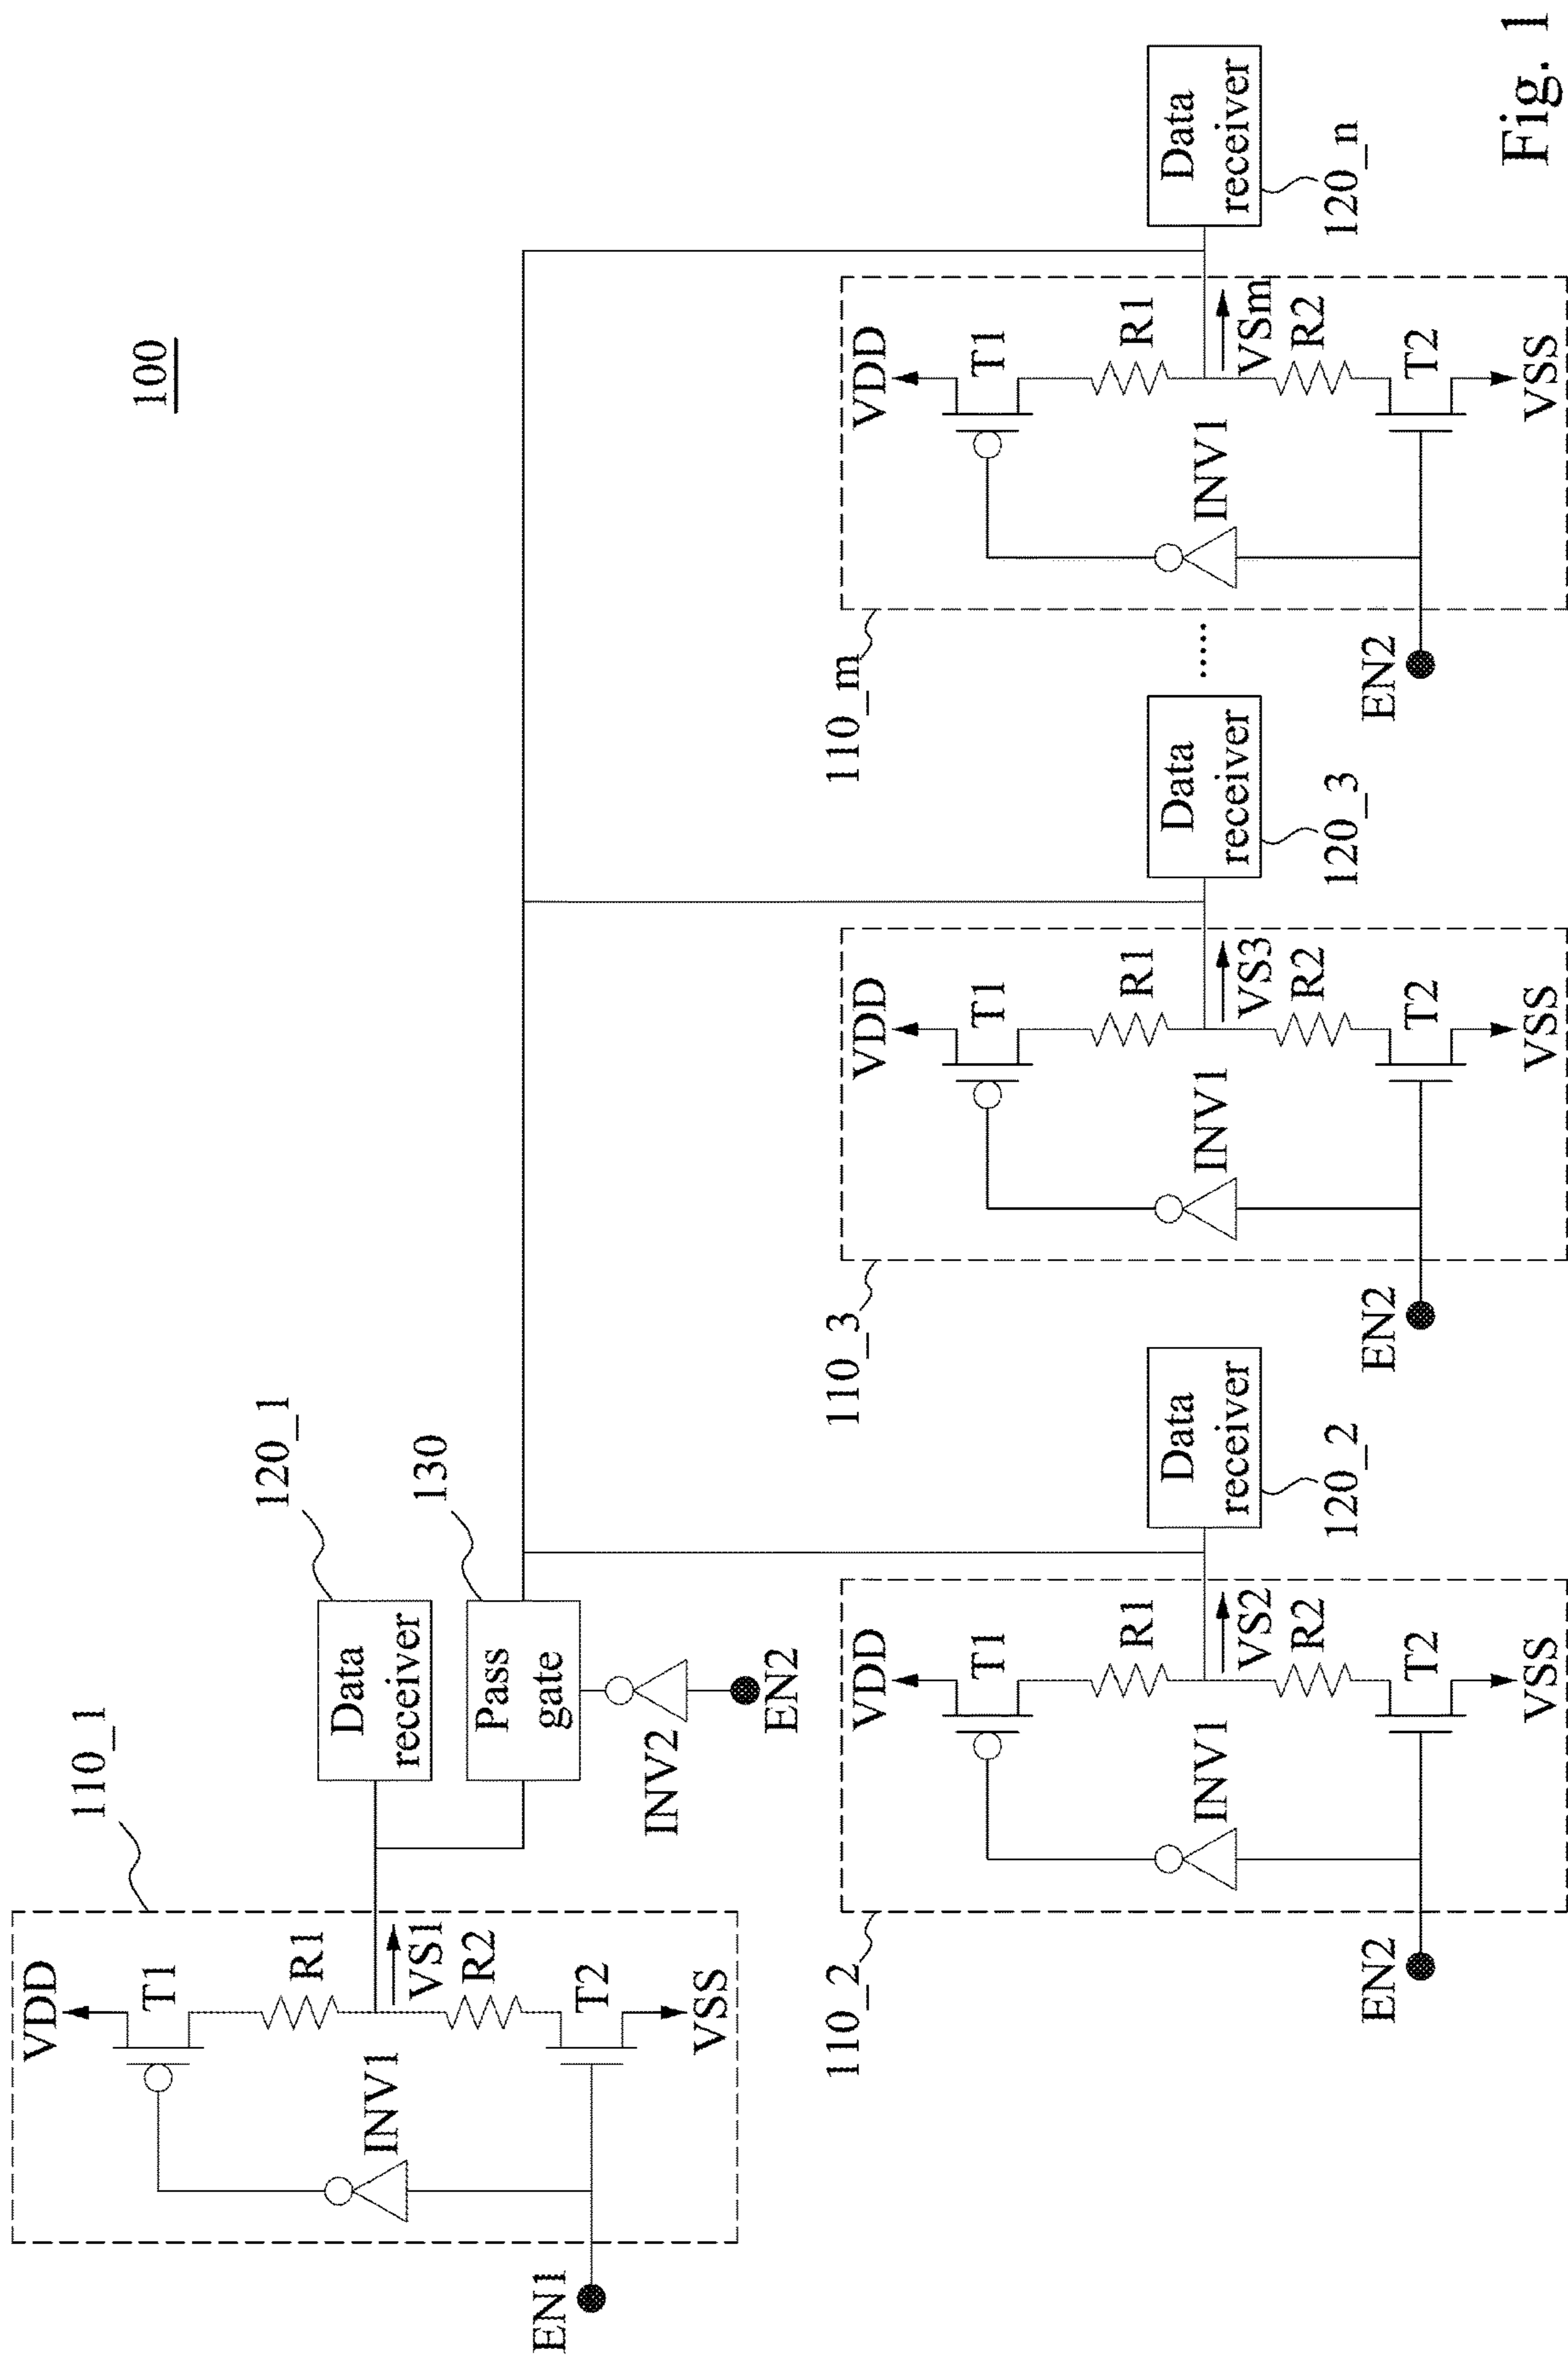 100
110_1
VDD
T1
R1
INV1
VS1
R2
T2
VSS
EN1
120_1
Data
receiver
130
Pass
gate
INV2
EN2
110_2
VDD
T1
R1
INV1
VS2
R2
T2
VSS
EN2
Data
receiver
120_2
110_3
VDD
T1
R1
INV1
VS3
R2
T2
VSS
EN2
Data
receiver
120_3
......
110_m
VDD
T1
R1
INV1
VSm
R2
T2
VSS
EN2
Data
receiver
120_n
Fig. 1